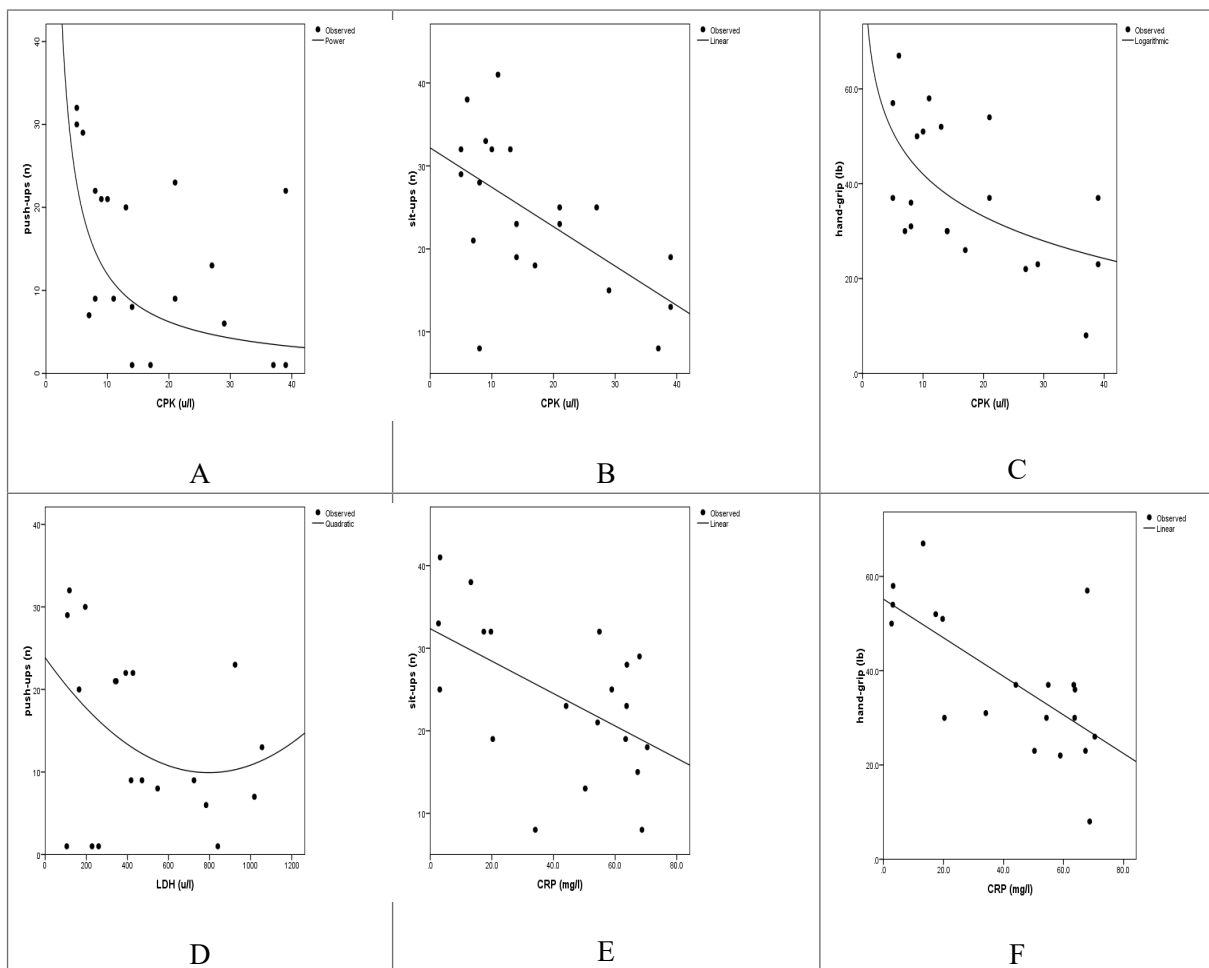 Observed
Power
push-ups (n)
40
30
20
10
0
0 10 20 30 40
CPK (u/l)
A
Observed
Linear
sit-ups (n)
40
30
20
10
0 10 20 30 40
CPK (u/l)
B
Observed
Logarithmic
hand-grip (lb)
60.0
40.0
20.0
.0
0 10 20 30 40
CPK (u/l)
C
Observed
Quadratic
push-ups (n)
40
30
20
10
0
0 200 400 600 800 1000 1200
LDH (u/l)
D
Observed
Linear
sit-ups (n)
40
30
20
10
.0 20.0 40.0 60.0 80.0
CRP (mg/l)
E
Observed
Linear
hand-grip (lb)
60.0
40.0
20.0
.0
.0 20.0 40.0 60.0 80.0
CRP (mg/l)
F